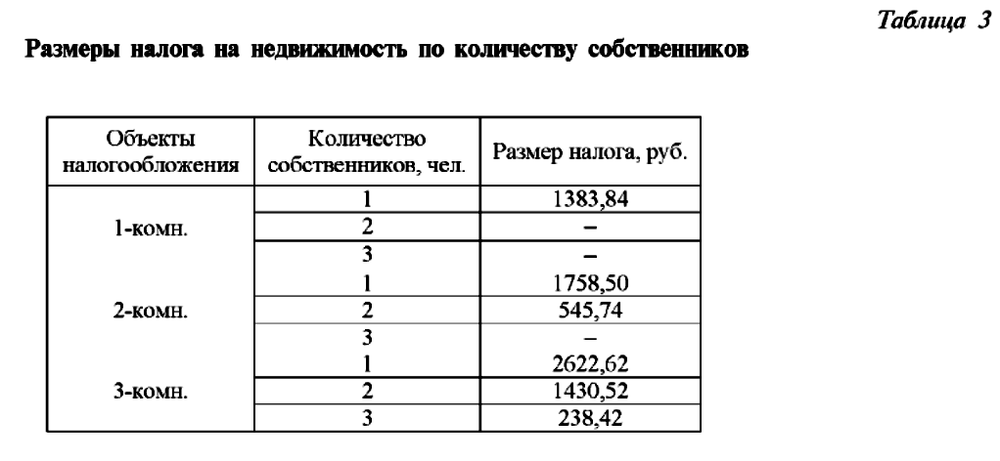 Таблица 3
Размеры налога на недвижимость по количеству собственников
Объекты налогообложения | Количество собственников, чел. | Размер налога, руб.
1-комн. | 1 | 1383,84
2 | –
3 | –
2-комн. | 1 | 1758,50
2 | 545,74
3 | –
3-комн. | 1 | 2622,62
2 | 1430,52
3 | 238,42